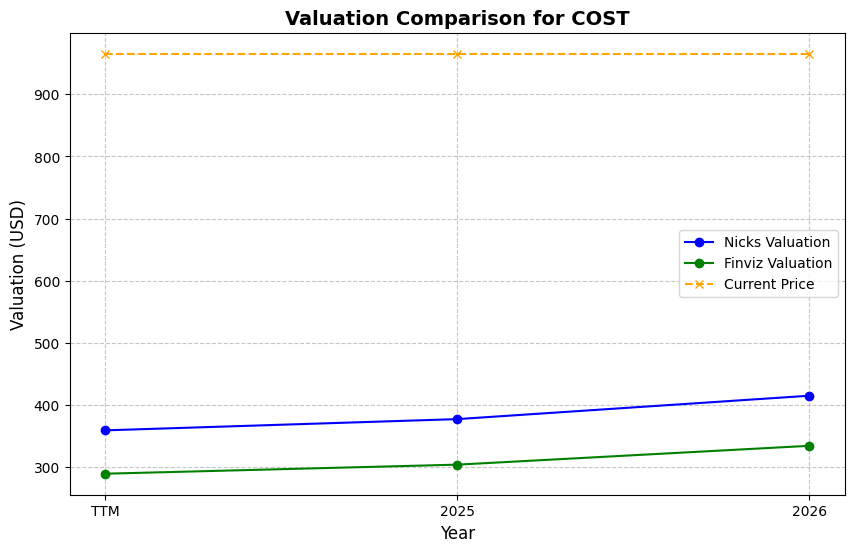 Valuation Comparison for COST
Valuation (USD)
900
800
700
600
500
400
300
Nicks Valuation
Finviz Valuation
Current Price
TTM
2025
2026
Year